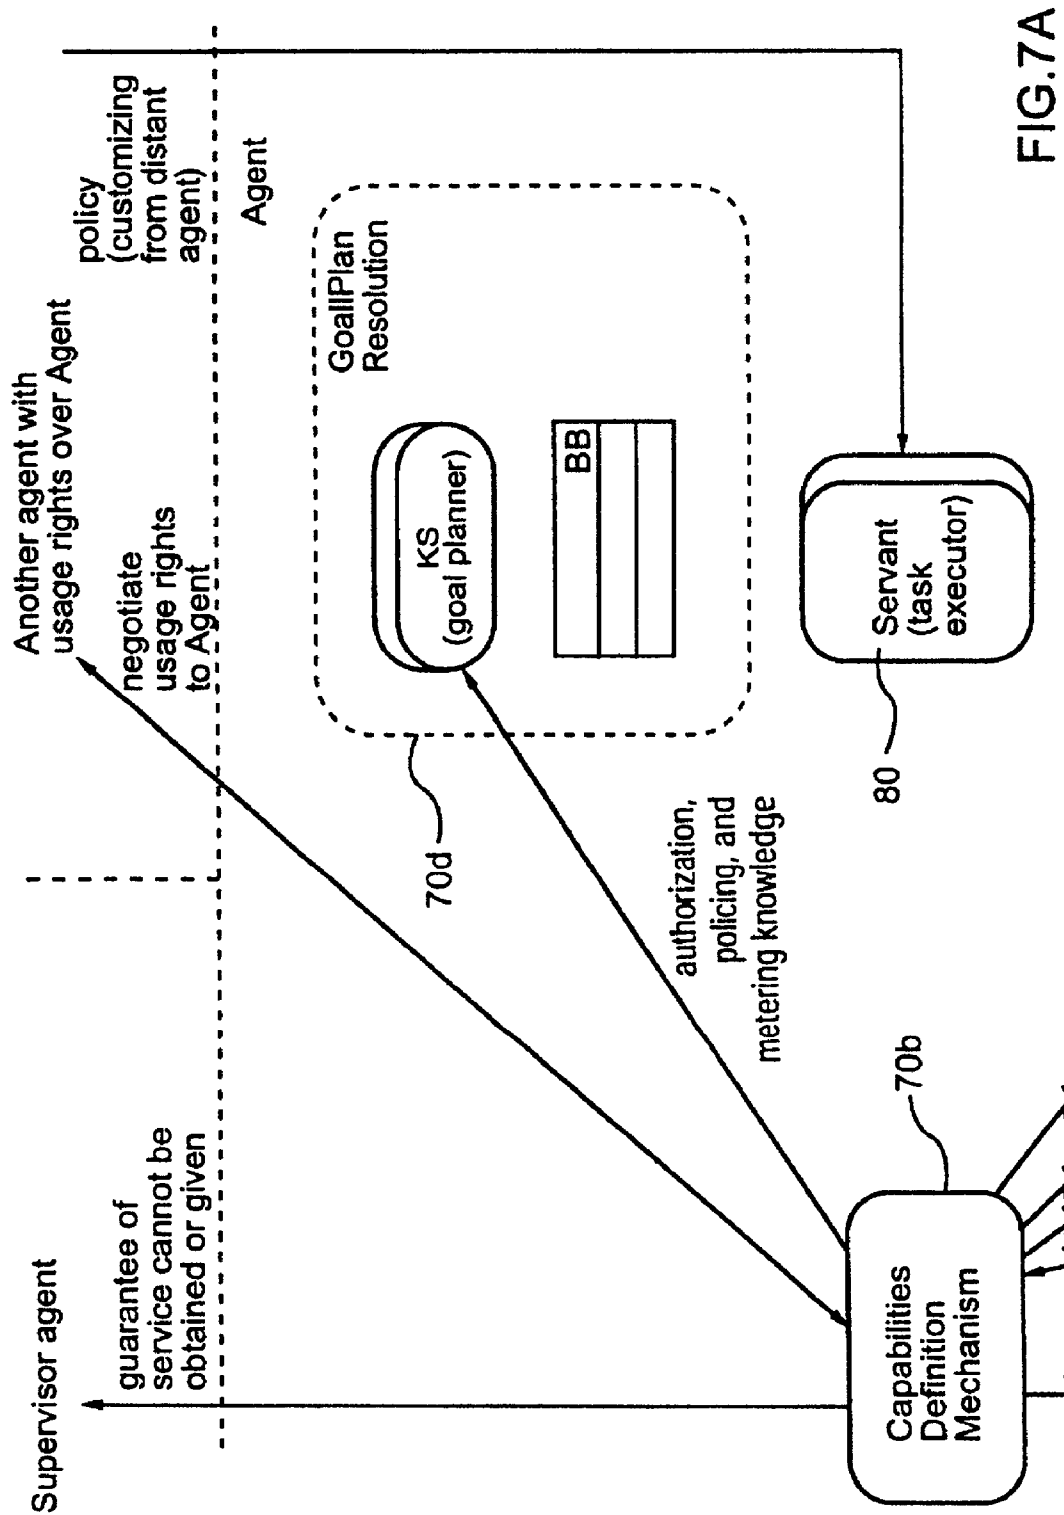 Supervisor agent
Another agent with
usage rights over Agent
guarantee of
service cannot be
obtained or given
negotiate
usage rights
to Agent
policy
(customizing
from distant
agent)
Agent
GoallPlan
Resolution
KS
(goal planner)
BB
70d
authorization,
policing, and
metering knowledge
80
Servant
(task
executor)
70b
Capabilities
Definition
Mechanism
FIG.7A